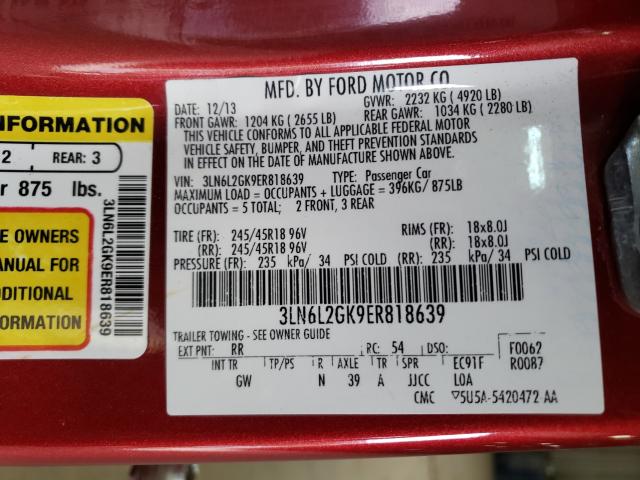 MFD. BY FORD MOTOR CO.
DATE: 12/13 GVWR: 2232 KG ( 4920 LB)
FRONT GAWR: 1204 KG ( 2655 LB) REAR GAWR: 1034 KG ( 2280 LB)
THIS VEHICLE CONFORMS TO ALL APPLICABLE FEDERAL MOTOR
VEHICLE SAFETY, BUMPER, AND THEFT PREVENTION STANDARDS
IN EFFECT ON THE DATE OF MANUFACTURE SHOWN ABOVE.
VIN: 3LN6L2GK9ER818639 TYPE: Passenger Car
MAXIMUM LOAD = OCCUPANTS + LUGGAGE = 396KG/ 875LB
OCCUPANTS = 5 TOTAL; 2 FRONT, 3 REAR
TIRE (FR): 245/45R18 96V RIMS (FR): 18x8.0J
(RR): 245/45R18 96V (RR): 18x8.0J
PRESSURE (FR): 235 kPa/ 34 PSI COLD (RR): 235 kPa/ 34 PSI COLD
3LN6L2GK9ER818639
TRAILER TOWING - SEE OWNER GUIDE
EXT PNT: RR RC: 54 DSO: F0062
INT TR TP/PS R AXLE TR SPR EC91F R0087
GW N 39 A JJCC LOA
CMC 5U5A-5420472 AA
INFORMATION
2 REAR: 3
r 875 lbs.
E OWNERS
ANUAL FOR
DDITIONAL
FORMATION
3LN6L2GK9ER818639